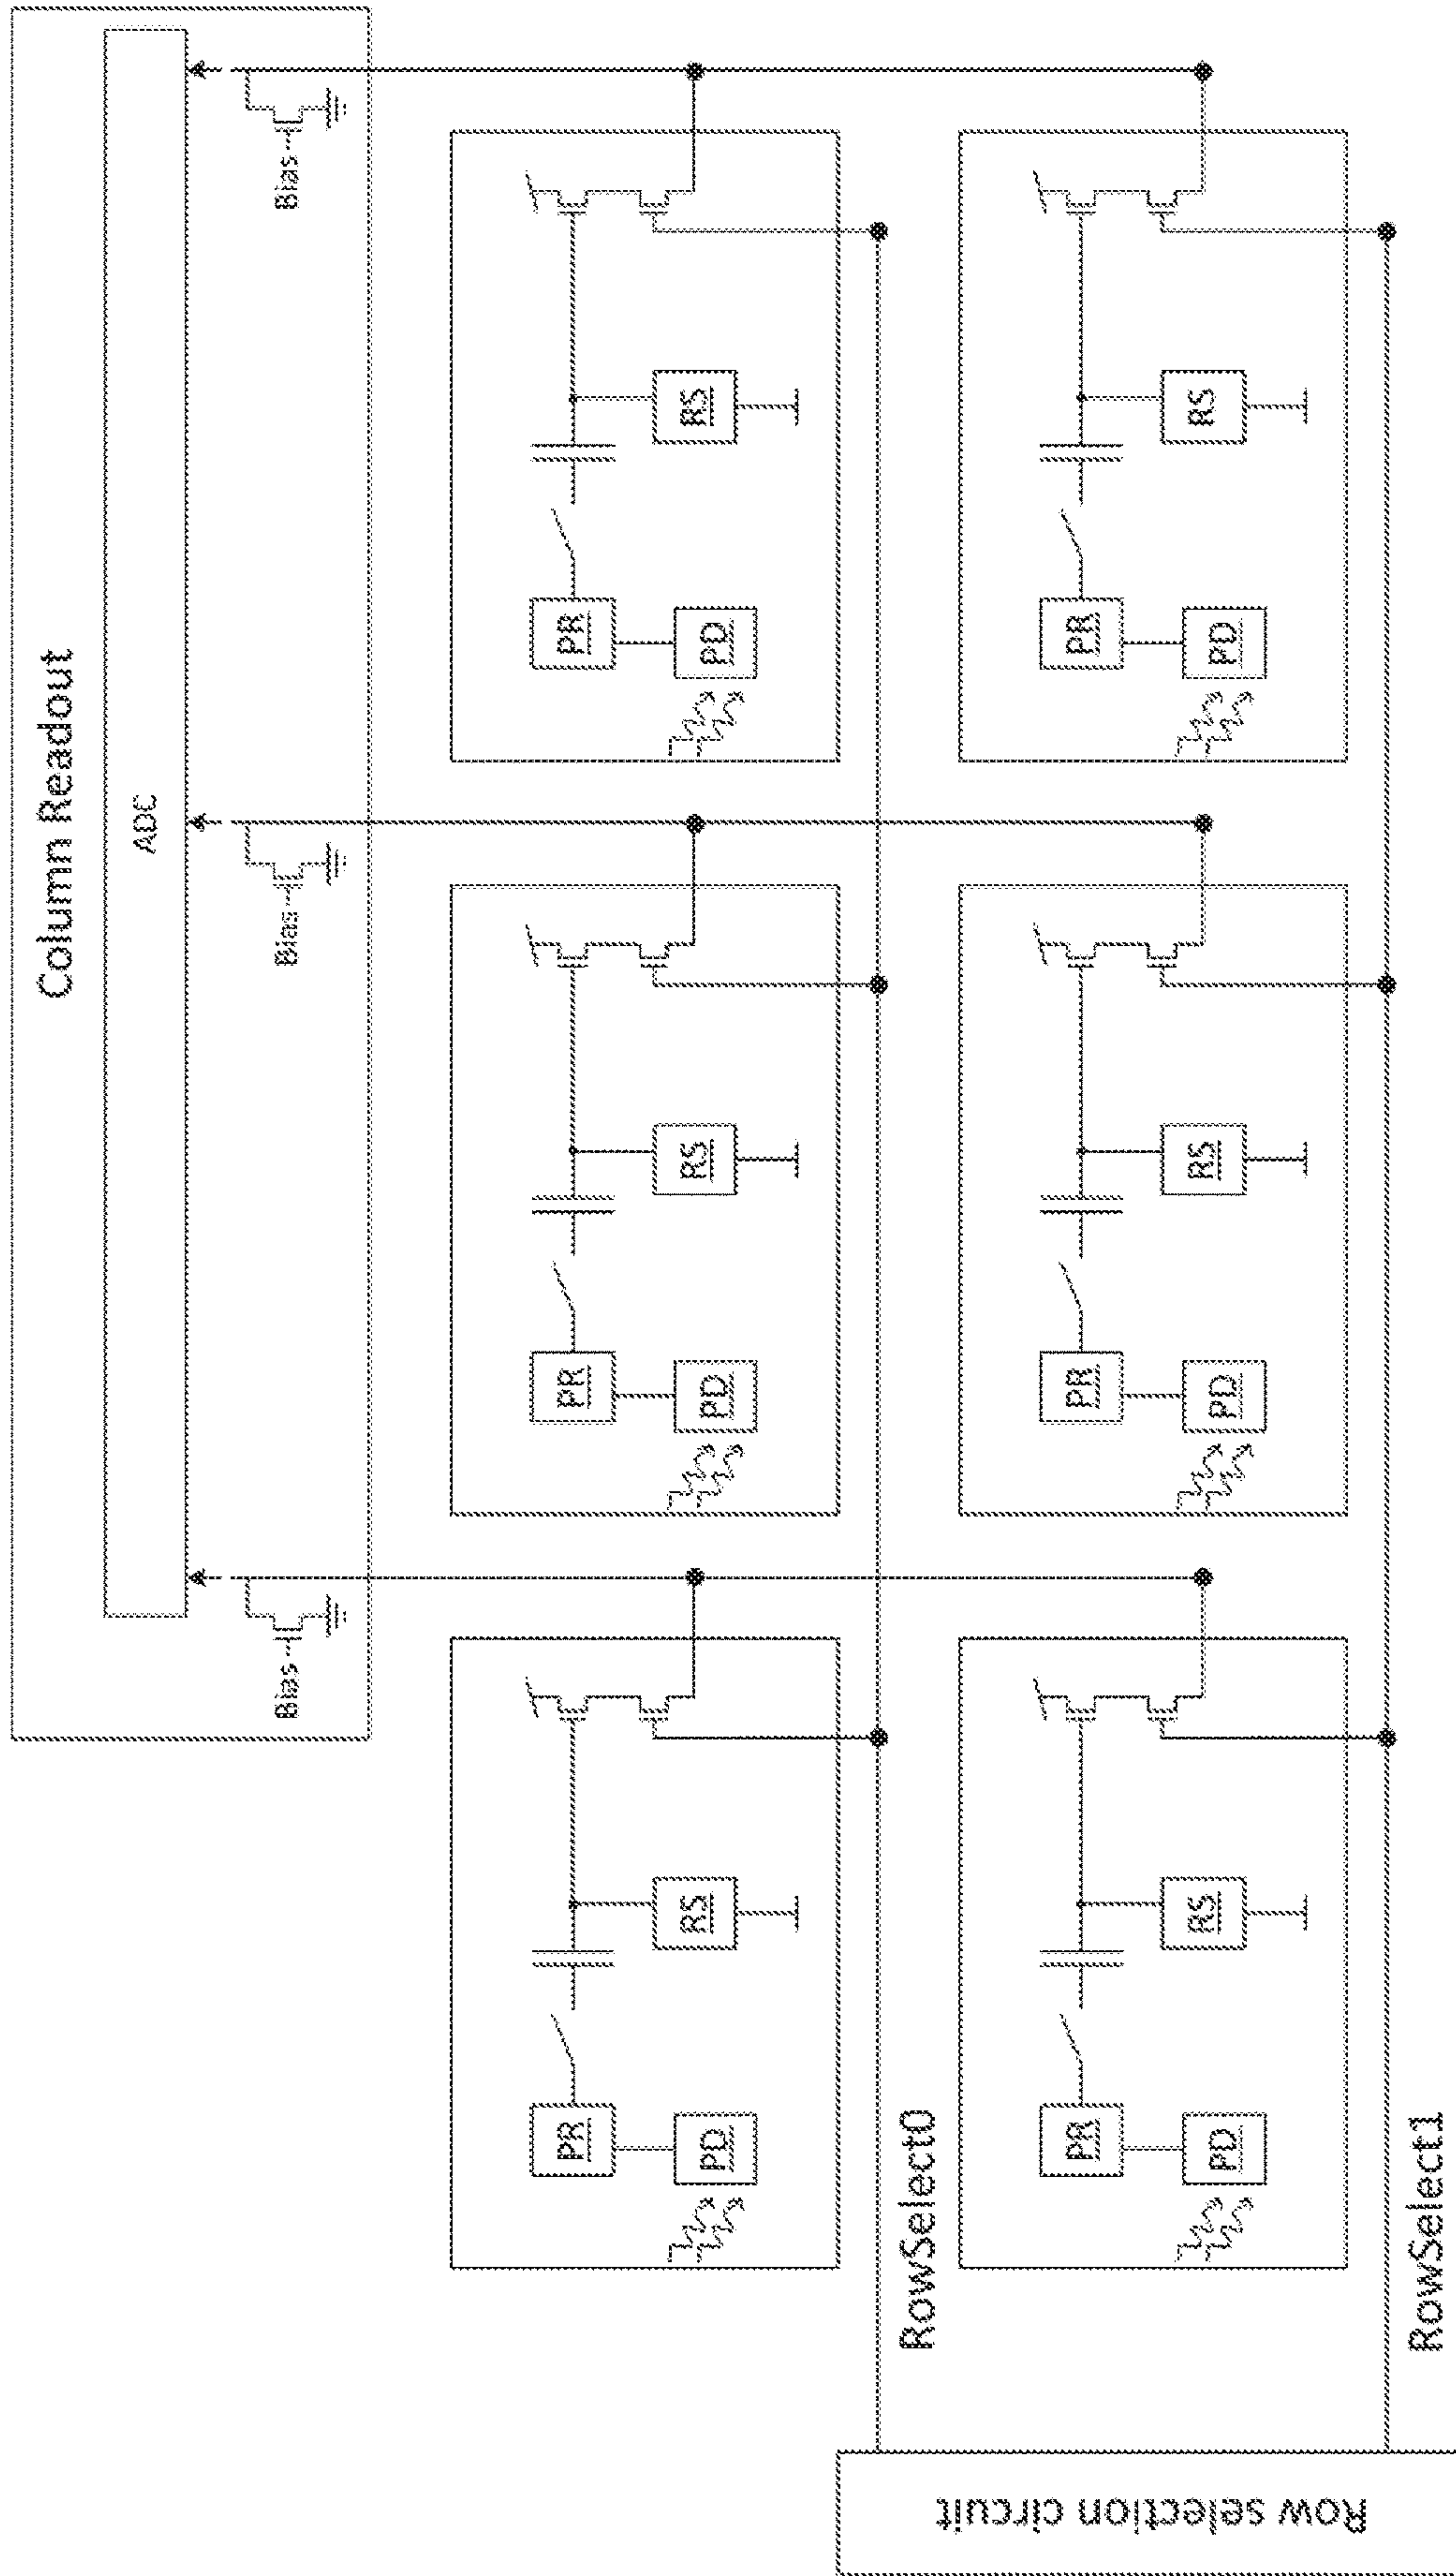 Column Readout
ADC
Bias
Bias
Bias
PR
PR
PR
PD
PD
PD
RS
RS
RS
RowSelect0
PR
PR
PR
PD
PD
PD
RS
RS
RS
RowSelect1
Row selection circuit